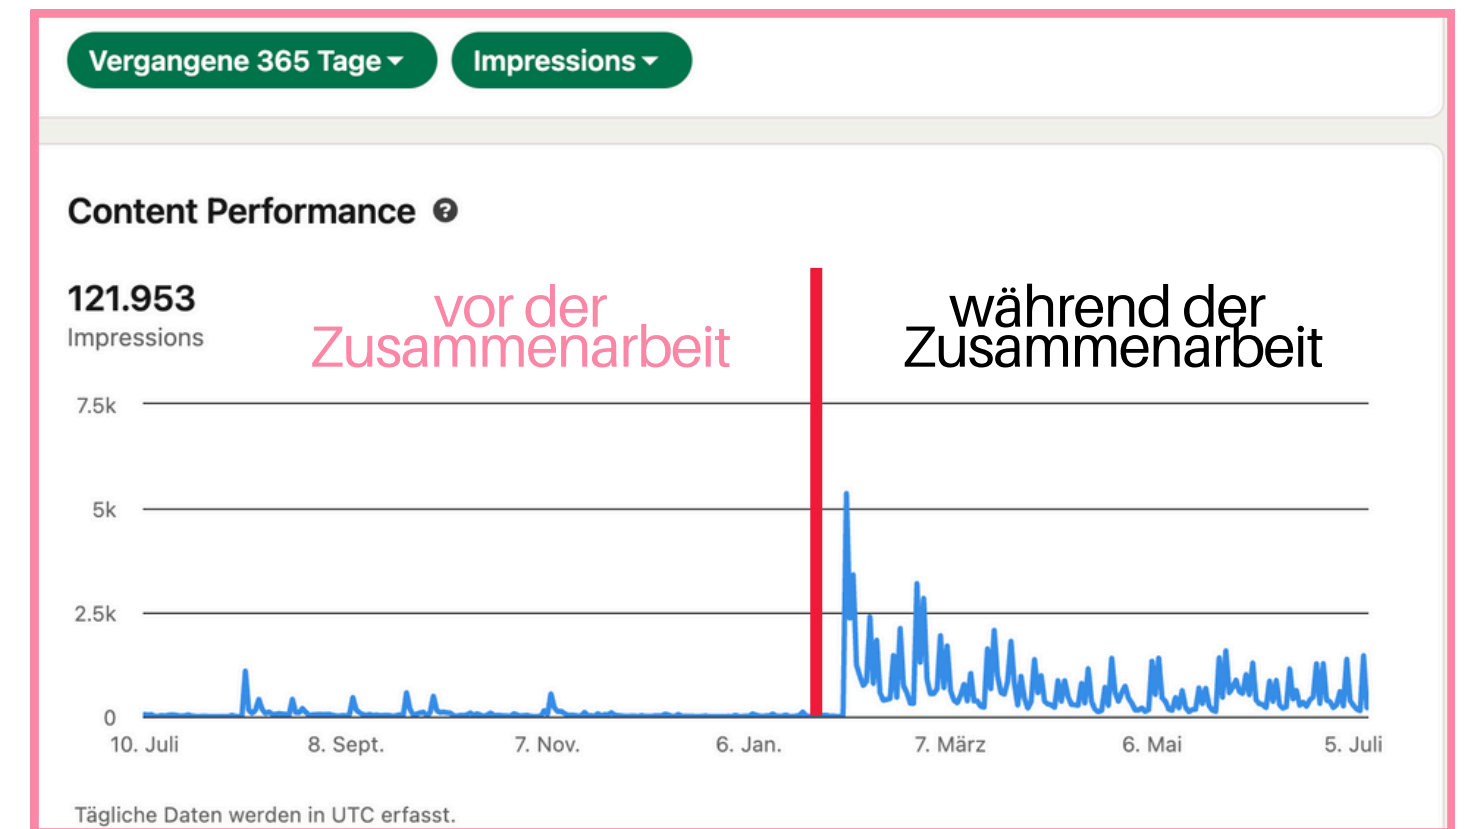 Vergangene 365 Tage
Impressions
Content Performance ?
121.953
Impressions
vor der
Zusammenarbeit
während der
Zusammenarbeit
7.5k
5k
2.5k
0
10. Juli 8. Sept. 7. Nov. 6. Jan. 7. März 6. Mai 5. Juli
Tägliche Daten werden in UTC erfasst.